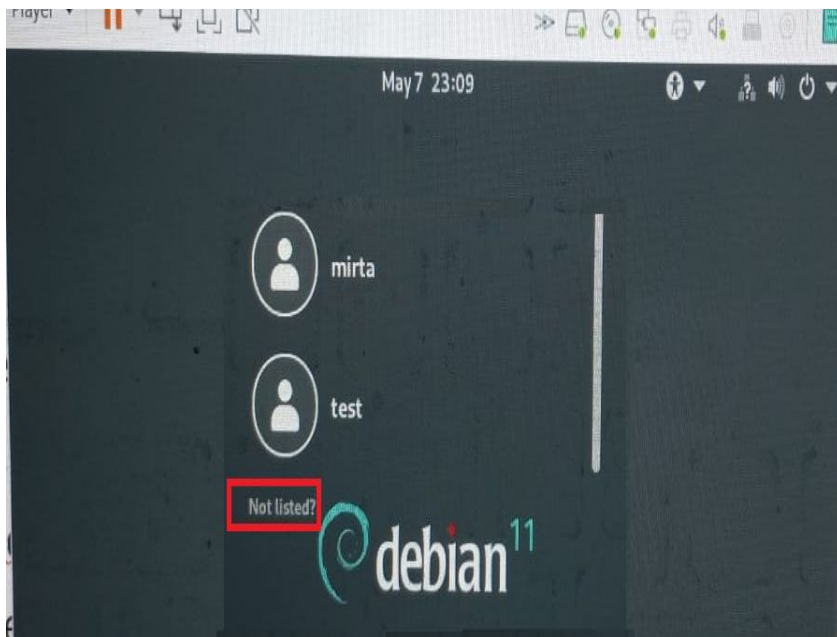 Player
May 7 23:09
mirta
test
Not listed?
debian 11